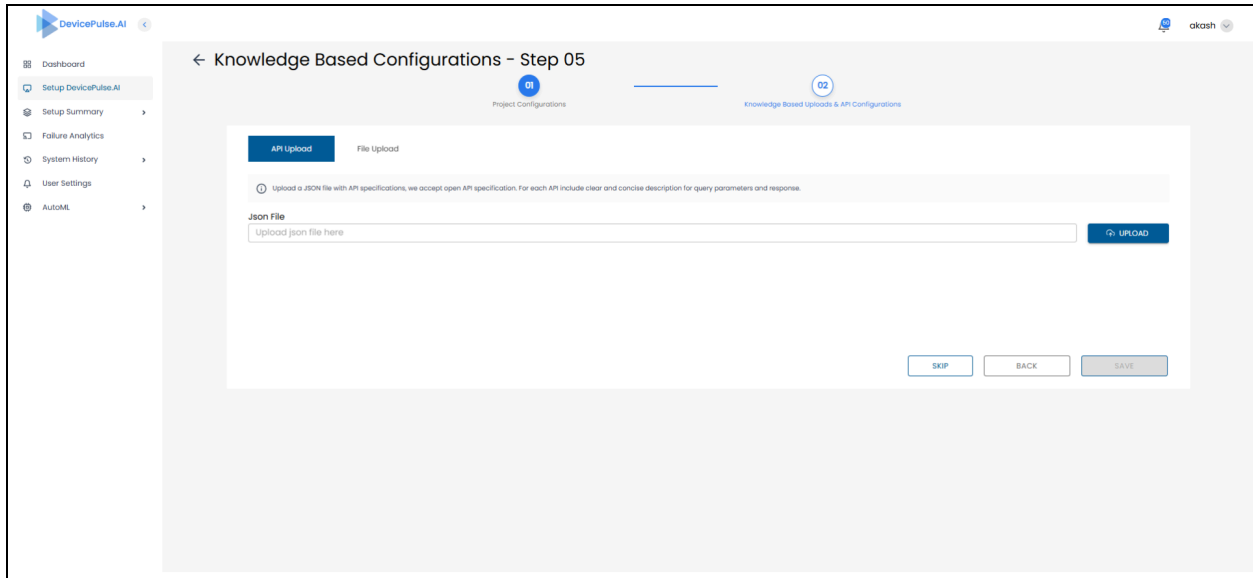 DevicePulse.AI
50
akash
Dashboard
Setup DevicePulse.AI
Setup Summary
Failure Analytics
System History
User Settings
AutoML
Knowledge Based Configurations - Step 05
01
02
Project Configurations
Knowledge Based Uploads & API Configurations
API Upload
File Upload
Upload a JSON file with API specifications, we accept open API specification. For each API include clear and concise description for query parameters and response.
Json File
Upload json file here
UPLOAD
SKIP
BACK
SAVE